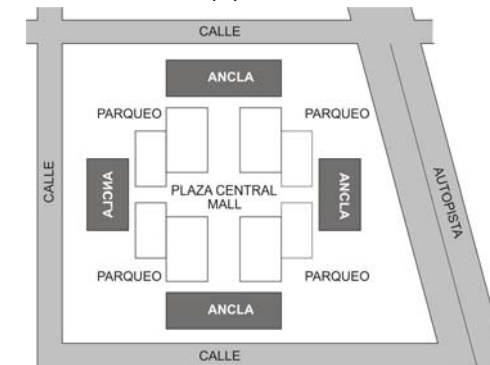 CALLE
ANCLA
PARQUEO
PARQUEO
CALLE
ANCLA
PLAZA CENTRAL
MALL
ANCLA
AUTOPISTA
PARQUEO
PARQUEO
ANCLA
CALLE